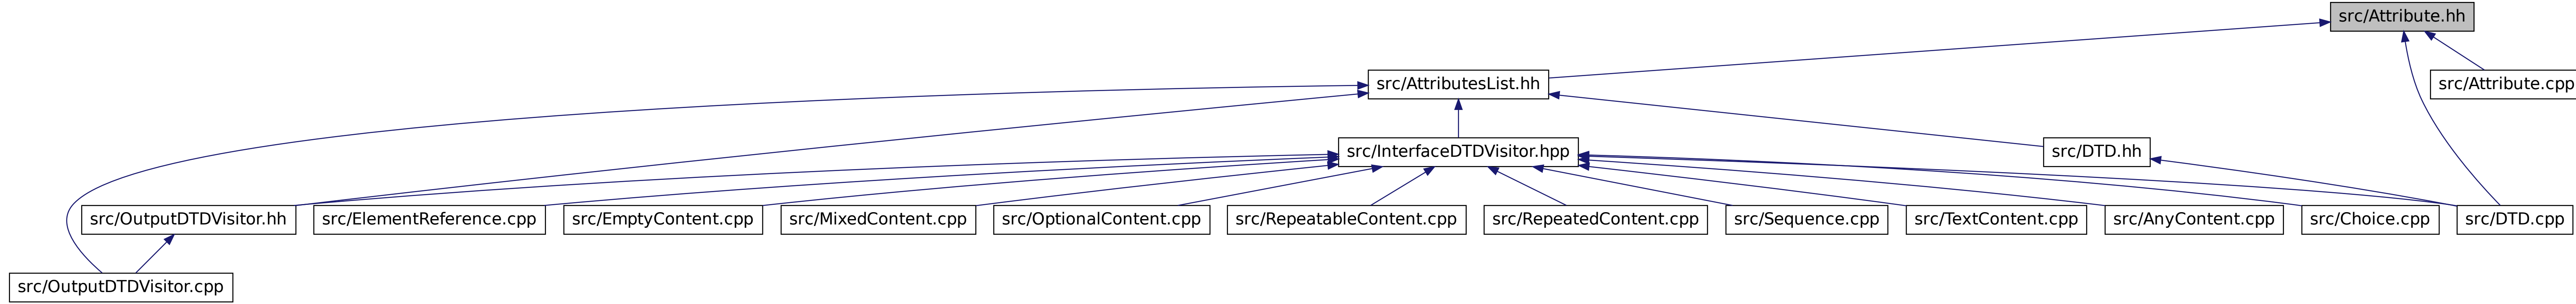 src/Attribute.hh
src/AttributesList.hh
src/Attribute.cpp
src/InterfaceDTDVisitor.hpp
src/DTD.hh
src/OutputDTDVisitor.hh
src/ElementReference.cpp
src/EmptyContent.cpp
src/MixedContent.cpp
src/OptionalContent.cpp
src/RepeatableContent.cpp
src/RepeatedContent.cpp
src/Sequence.cpp
src/TextContent.cpp
src/AnyContent.cpp
src/Choice.cpp
src/DTD.cpp
src/OutputDTDVisitor.cpp